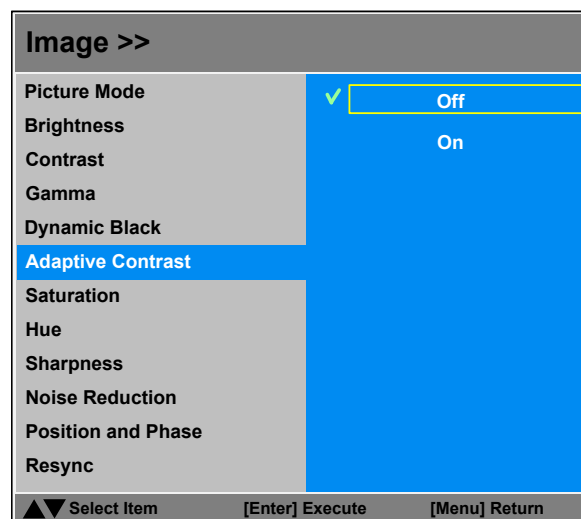 Image >>
Picture Mode
Brightness
Contrast
Gamma
Dynamic Black
Adaptive Contrast
Saturation
Hue
Sharpness
Noise Reduction
Position and Phase
Resync
Off
On
Select Item [Enter] Execute [Menu] Return